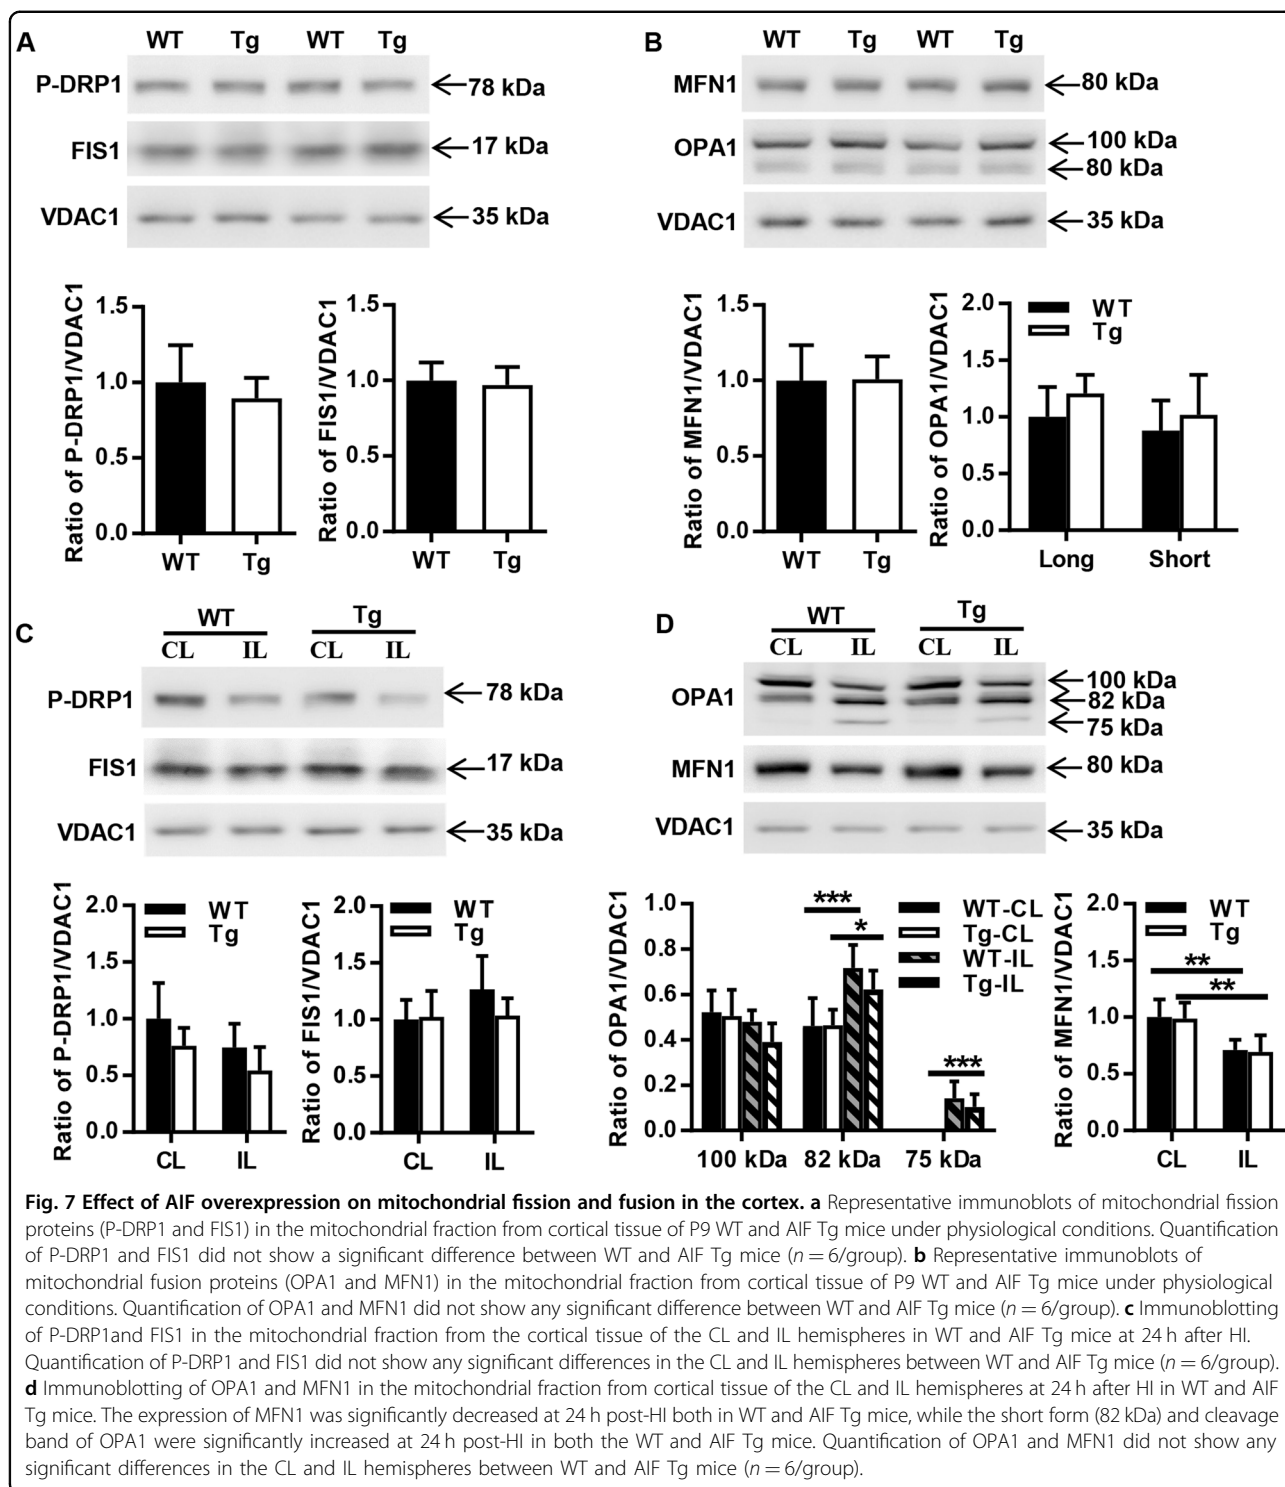 A
WT Tg WT Tg
P-DRP1 78 kDa
FIS1 17 kDa
VDAC1 35 kDa
Ratio of P-DRP1/VDAC1
1.5
1.0
0.5
0.0
WT Tg
Ratio of FIS1/VDAC1
1.5
1.0
0.5
0.0
WT Tg
B
WT Tg WT Tg
MFN1 80 kDa
OPA1 100 kDa
80 kDa
VDAC1 35 kDa
Ratio of MFN1/VDAC1
1.5
1.0
0.5
0.0
WT Tg
Ratio of OPA1/VDAC1
2.0
1.5
1.0
0.5
0.0
WT
Tg
Long Short
C
WT Tg
CL IL CL IL
P-DRP1 78 kDa
FIS1 17 kDa
VDAC1 35 kDa
Ratio of P-DRP1/VDAC1
2.0
1.5
1.0
0.5
0.0
WT
Tg
CL IL
Ratio of FIS1/VDAC1
2.0
1.5
1.0
0.5
0.0
WT
Tg
CL IL
D
WT Tg
CL IL CL IL
OPA1 100 kDa
82 kDa
75 kDa
MFN1 80 kDa
VDAC1 35 kDa
Ratio of OPA1/VDAC1
1.0
0.8
0.6
0.4
0.2
0.0
***
*
***
WT-CL
Tg-CL
WT-IL
Tg-IL
100 kDa 82 kDa 75 kDa
Ratio of MFN1/VDAC1
2.0
1.5
1.0
0.5
0.0
WT
Tg
**
**
CL IL
Fig. 7 Effect of AIF overexpression on mitochondrial fission and fusion in the cortex. a Representative immunoblots of mitochondrial fission
proteins (P-DRP1 and FIS1) in the mitochondrial fraction from cortical tissue of P9 WT and AIF Tg mice under physiological conditions. Quantification
of P-DRP1 and FIS1 did not show a significant difference between WT and AIF Tg mice (n = 6/group). b Representative immunoblots of
mitochondrial fusion proteins (OPA1 and MFN1) in the mitochondrial fraction from cortical tissue of P9 WT and AIF Tg mice under physiological
conditions. Quantification of OPA1 and MFN1 did not show any significant difference between WT and AIF Tg mice (n = 6/group). c Immunoblotting
of P-DRP1and FIS1 in the mitochondrial fraction from the cortical tissue of the CL and IL hemispheres in WT and AIF Tg mice at 24 h after HI.
Quantification of P-DRP1 and FIS1 did not show any significant differences in the CL and IL hemispheres between WT and AIF Tg mice (n = 6/group).
d Immunoblotting of OPA1 and MFN1 in the mitochondrial fraction from cortical tissue of the CL and IL hemispheres at 24 h after HI in WT and AIF
Tg mice. The expression of MFN1 was significantly decreased at 24 h post-HI both in WT and AIF Tg mice, while the short form (82 kDa) and cleavage
band of OPA1 were significantly increased at 24 h post-HI in both the WT and AIF Tg mice. Quantification of OPA1 and MFN1 did not show any
significant differences in the CL and IL hemispheres between WT and AIF Tg mice (n = 6/group).